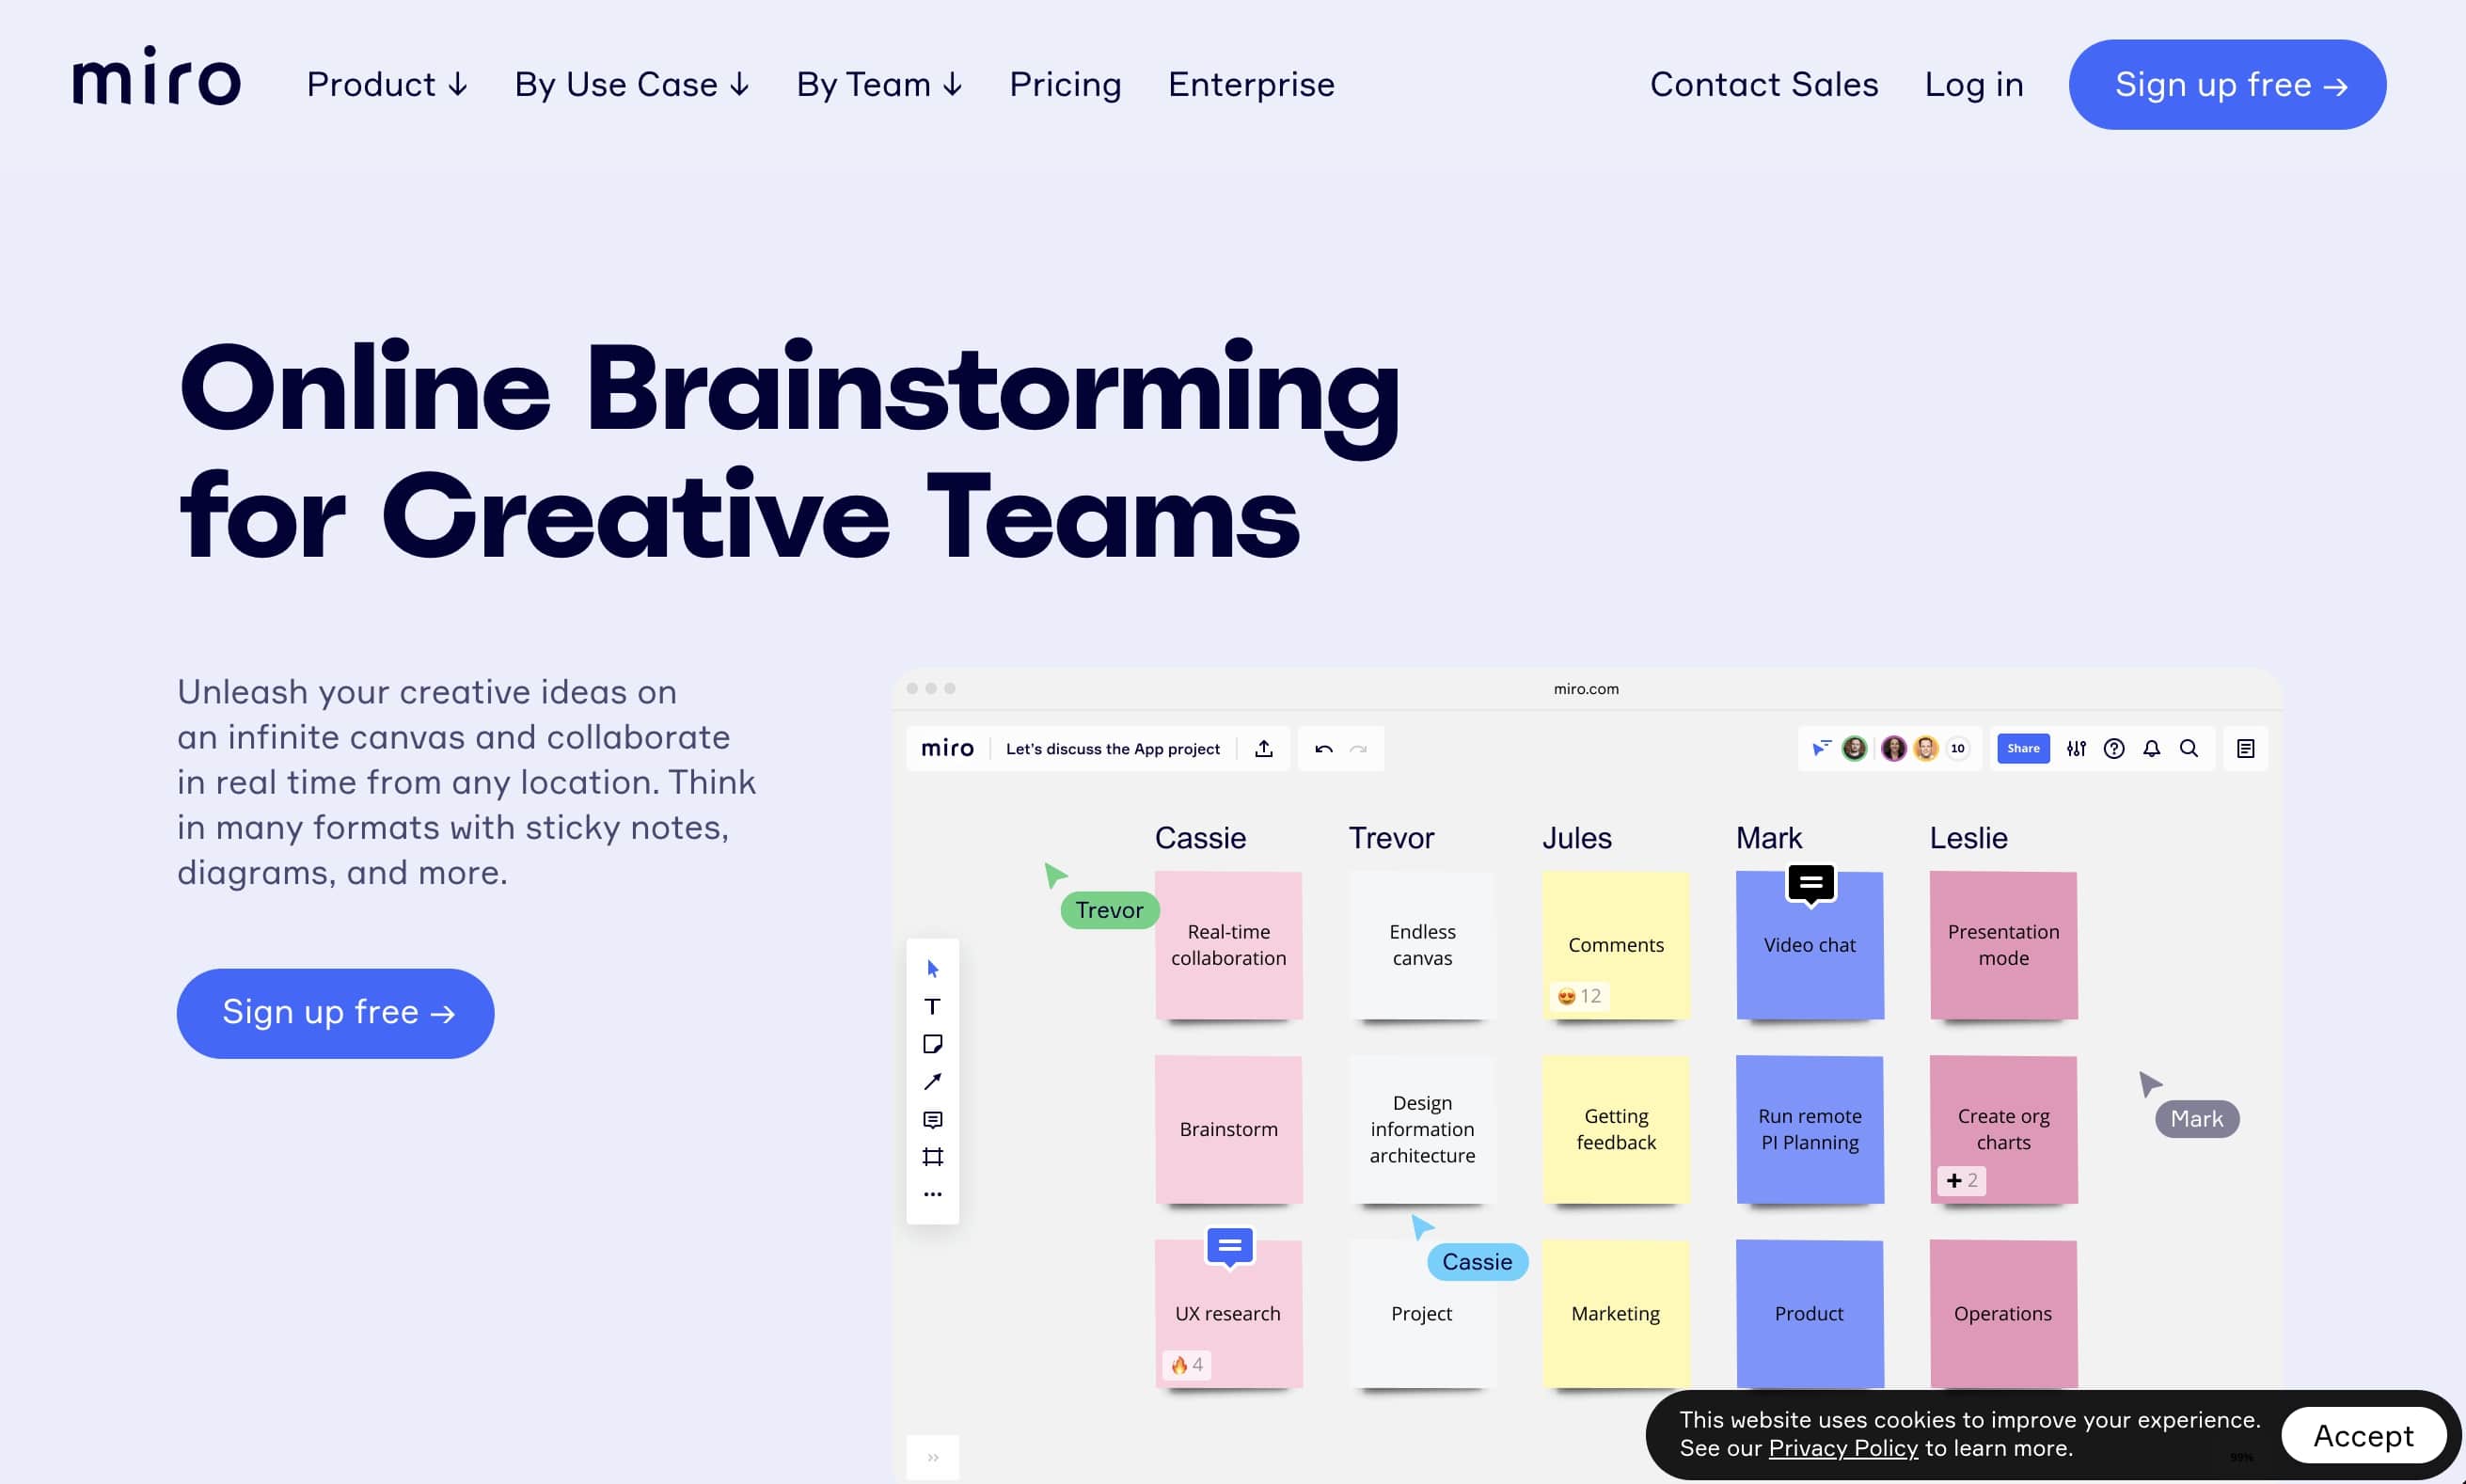 miro
Product ↓ By Use Case ↓ By Team ↓ Pricing Enterprise Contact Sales Log in Sign up free →
Online Brainstorming
for Creative Teams
Unleash your creative ideas on
an infinite canvas and collaborate
in real time from any location. Think
in many formats with sticky notes,
diagrams, and more.
Sign up free →
miro.com
miro Let's discuss the App project 10 Share
Cassie Trevor Jules Mark Leslie
Trevor
Real-time
collaboration
Endless
canvas
Comments
12
Video chat
Presentation
mode
Brainstorm
Design
information
architecture
Getting
feedback
Run remote
PI Planning
Create org
charts
2
Mark
Cassie
UX research
4
Project
Marketing
Product
Operations
This website uses cookies to improve your experience.
See our Privacy Policy to learn more.
Accept